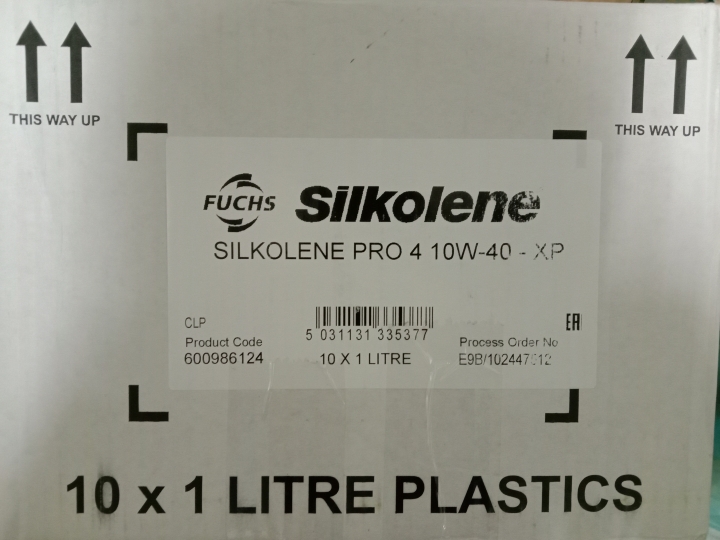 THIS WAY UP
THIS WAY UP
FUCHS Silkolene
SILKOLENE PRO 4 10W-40 - XP
CLP
5 031131 335377
EAC
Product Code
Process Order No
600986124
10 X 1 LITRE
10 x 1 LITRE PLASTICS